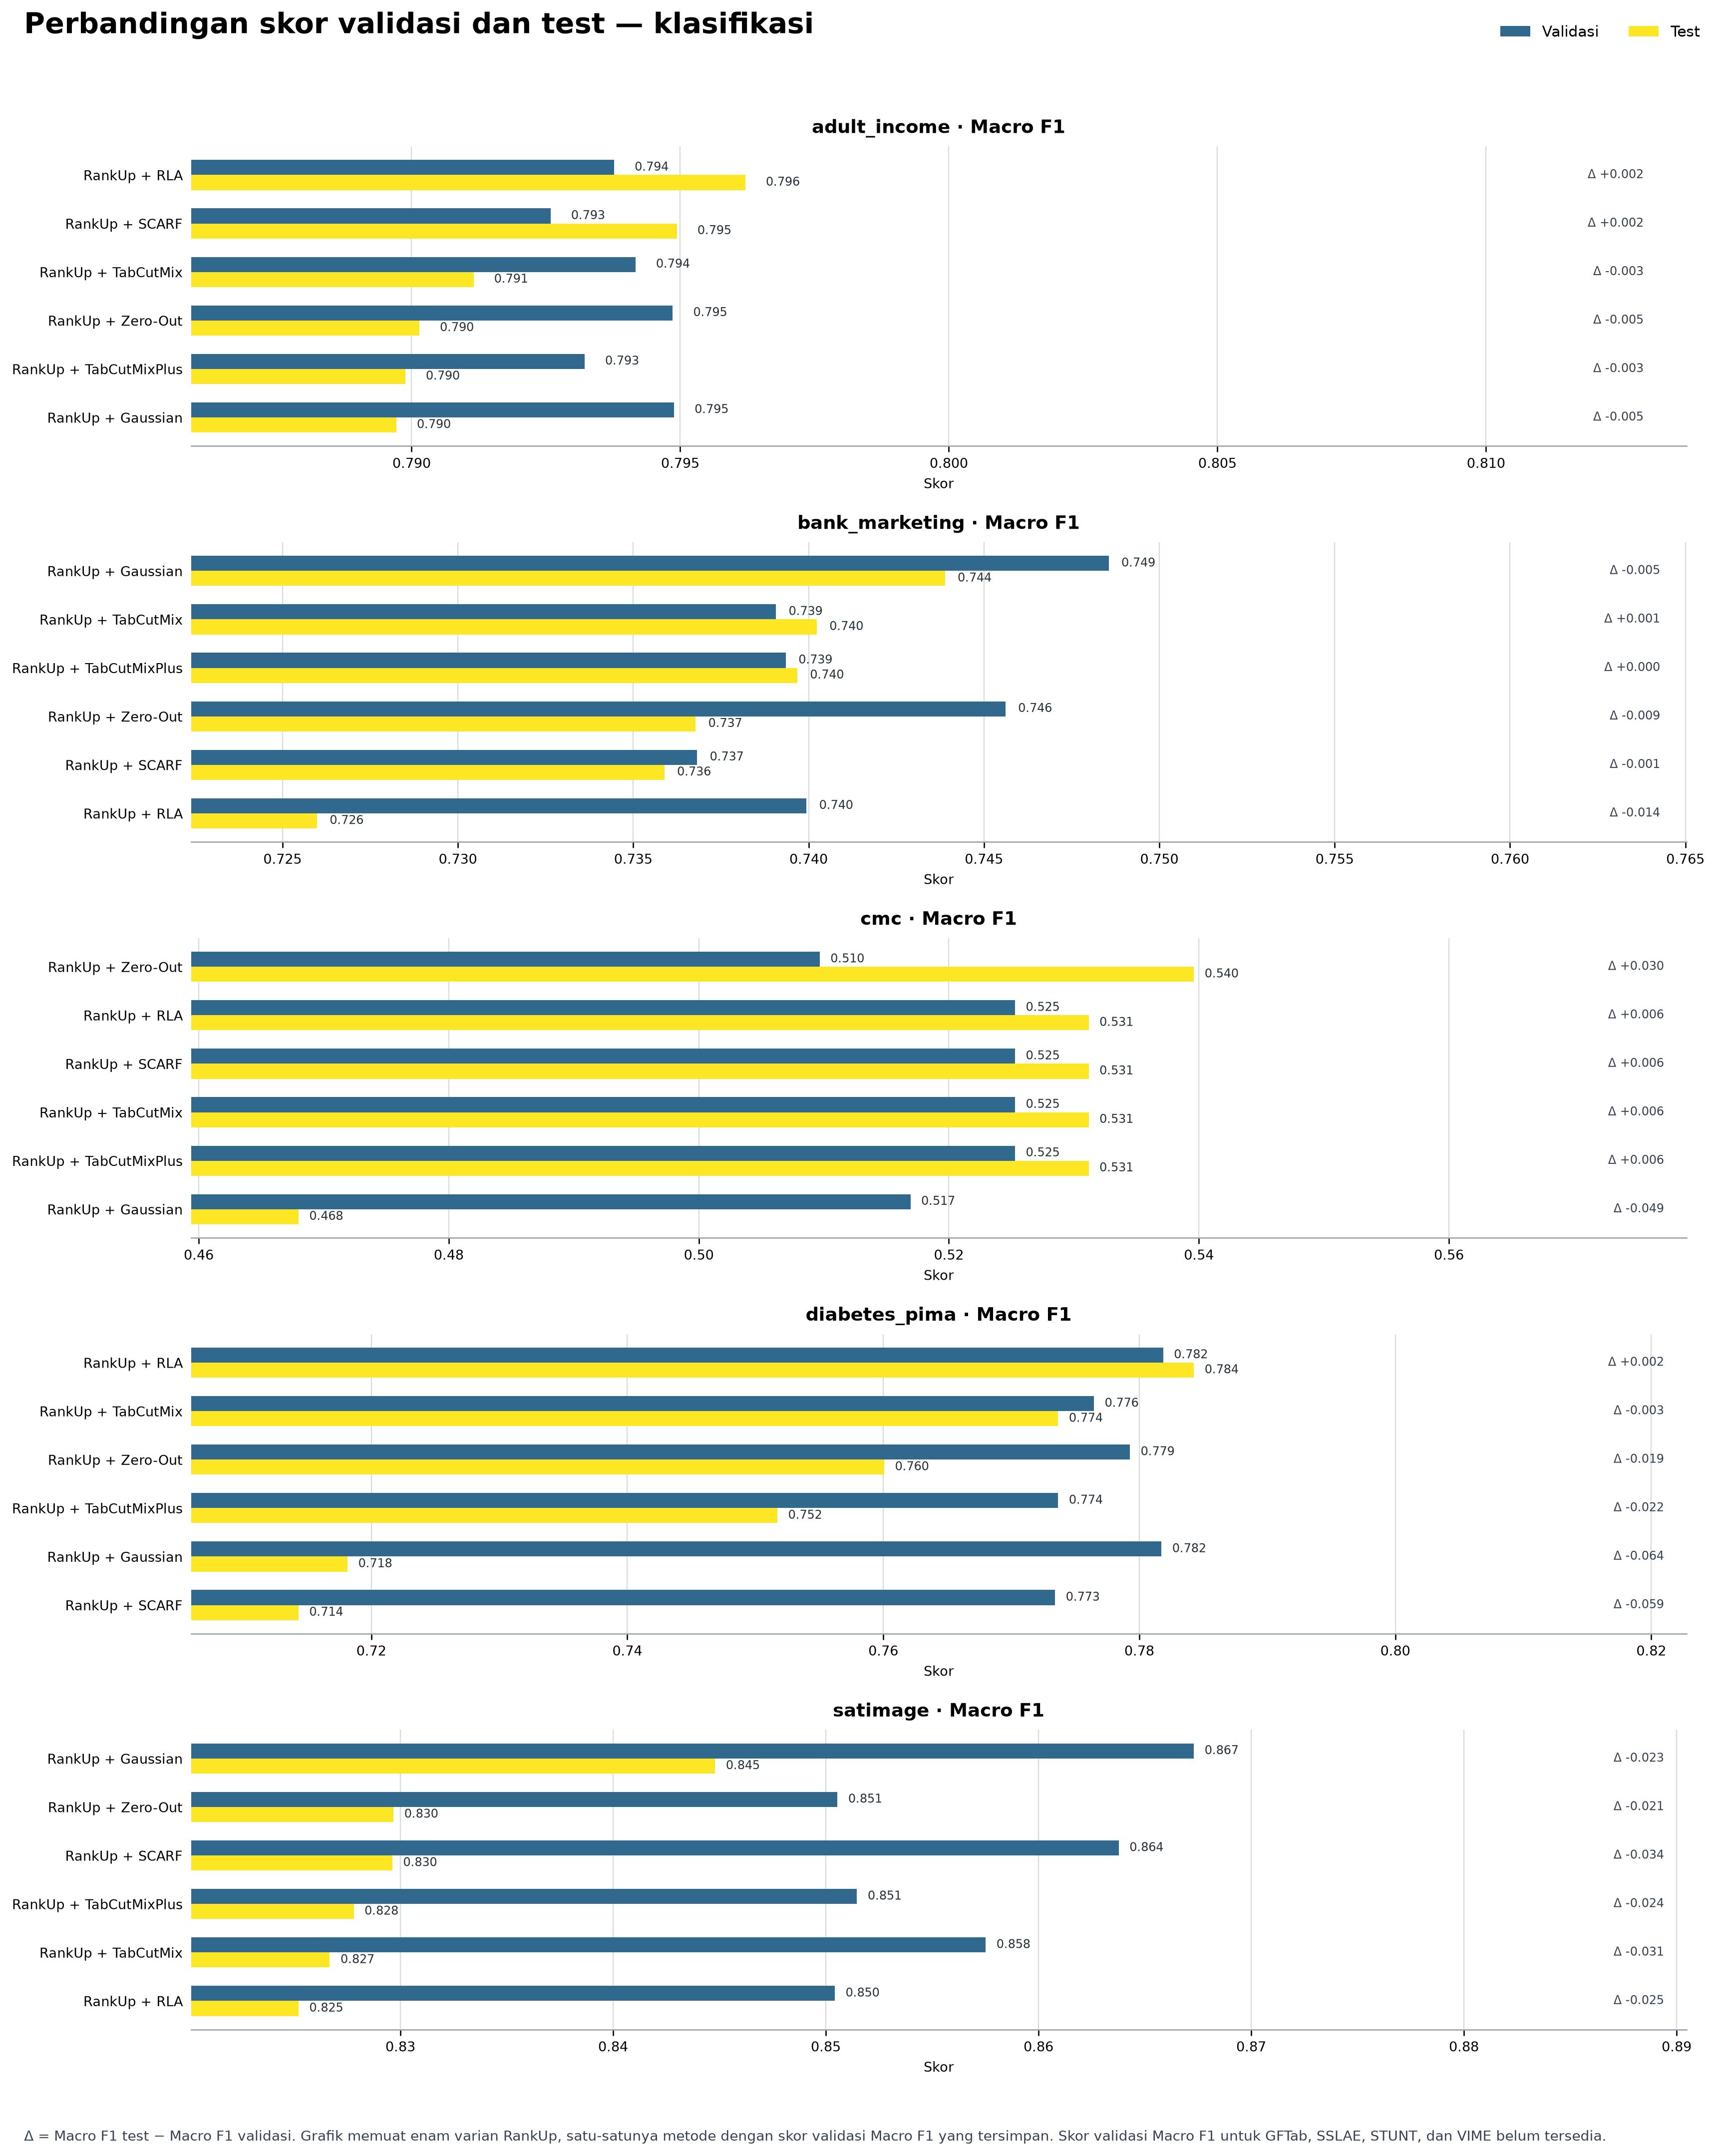 Perbandingan skor validasi dan test — klasifikasi
Validasi
Test
adult_income · Macro F1
RankUp + RLA
0.794
0.796
Δ +0.002
RankUp + SCARF
0.793
0.795
Δ +0.002
RankUp + TabCutMix
0.794
0.791
Δ -0.003
RankUp + Zero-Out
0.795
0.790
Δ -0.005
RankUp + TabCutMixPlus
0.793
0.790
Δ -0.003
RankUp + Gaussian
0.795
0.790
Δ -0.005
0.790 0.795 0.800 0.805 0.810
Skor
bank_marketing · Macro F1
RankUp + Gaussian
0.749
0.744
Δ -0.005
RankUp + TabCutMix
0.739
0.740
Δ +0.001
RankUp + TabCutMixPlus
0.739
0.740
Δ +0.000
RankUp + Zero-Out
0.746
0.737
Δ -0.009
RankUp + SCARF
0.737
0.736
Δ -0.001
RankUp + RLA
0.740
0.726
Δ -0.014
0.725 0.730 0.735 0.740 0.745 0.750 0.755 0.760 0.765
Skor
cmc · Macro F1
RankUp + Zero-Out
0.510
0.540
Δ +0.030
RankUp + RLA
0.525
0.531
Δ +0.006
RankUp + SCARF
0.525
0.531
Δ +0.006
RankUp + TabCutMix
0.525
0.531
Δ +0.006
RankUp + TabCutMixPlus
0.525
0.531
Δ +0.006
RankUp + Gaussian
0.517
0.468
Δ -0.049
0.46 0.48 0.50 0.52 0.54 0.56
Skor
diabetes_pima · Macro F1
RankUp + RLA
0.782
0.784
Δ +0.002
RankUp + TabCutMix
0.776
0.774
Δ -0.003
RankUp + Zero-Out
0.779
0.760
Δ -0.019
RankUp + TabCutMixPlus
0.774
0.752
Δ -0.022
RankUp + Gaussian
0.782
0.718
Δ -0.064
RankUp + SCARF
0.773
0.714
Δ -0.059
0.72 0.74 0.76 0.78 0.80 0.82
Skor
satimage · Macro F1
RankUp + Gaussian
0.867
0.845
Δ -0.023
RankUp + Zero-Out
0.851
0.830
Δ -0.021
RankUp + SCARF
0.864
0.830
Δ -0.034
RankUp + TabCutMixPlus
0.851
0.828
Δ -0.024
RankUp + TabCutMix
0.858
0.827
Δ -0.031
RankUp + RLA
0.850
0.825
Δ -0.025
0.83 0.84 0.85 0.86 0.87 0.88 0.89
Skor
Δ = Macro F1 test − Macro F1 validasi. Grafik memuat enam varian RankUp, satu-satunya metode dengan skor validasi Macro F1 yang tersimpan. Skor validasi Macro F1 untuk GFTab, SSLAE, STUNT, dan VIME belum tersedia.